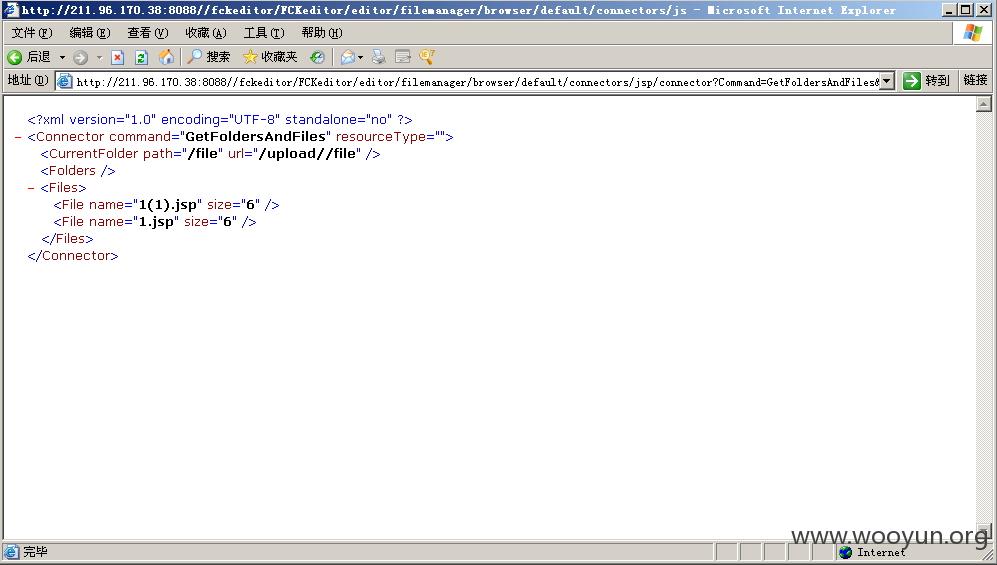 http://211.96.170.38:8088//fckeditor/FCKeditor/editor/filemanager/browser/default/connectors/js - Microsoft Internet Explorer
文件(F) 编辑(E) 查看(V) 收藏(A) 工具(T) 帮助(H)
后退 搜索 收藏夹
地址(D) http://211.96.170.38:8088//fckeditor/FCKeditor/editor/filemanager/browser/default/connectors/jsp/connector?Command=GetFoldersAndFiles& 转到 链接
<?xml version="1.0" encoding="UTF-8" standalone="no" ?>
- <Connector command="GetFoldersAndFiles" resourceType="">
<CurrentFolder path="/file" url="/upload//file" />
<Folders />
- <Files>
<File name="1(1).jsp" size="6" />
<File name="1.jsp" size="6" />
</Files>
</Connector>
www.wooyun.org
完毕 Internet